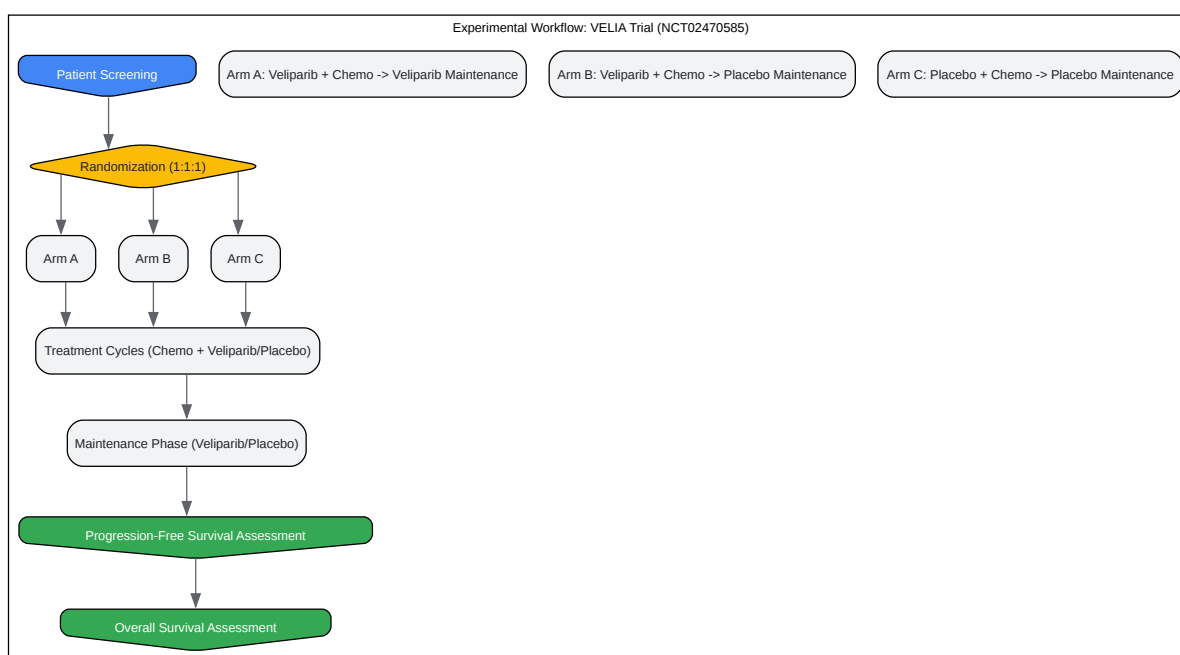 Experimental Workflow: VELIA Trial (NCT02470585)
Patient Screening
Arm A: Veliparib + Chemo -> Veliparib Maintenance
Arm B: Veliparib + Chemo -> Placebo Maintenance
Arm C: Placebo + Chemo -> Placebo Maintenance
Randomization (1:1:1)
Arm A
Arm B
Arm C
Treatment Cycles (Chemo + Veliparib/Placebo)
Maintenance Phase (Veliparib/Placebo)
Progression-Free Survival Assessment
Overall Survival Assessment